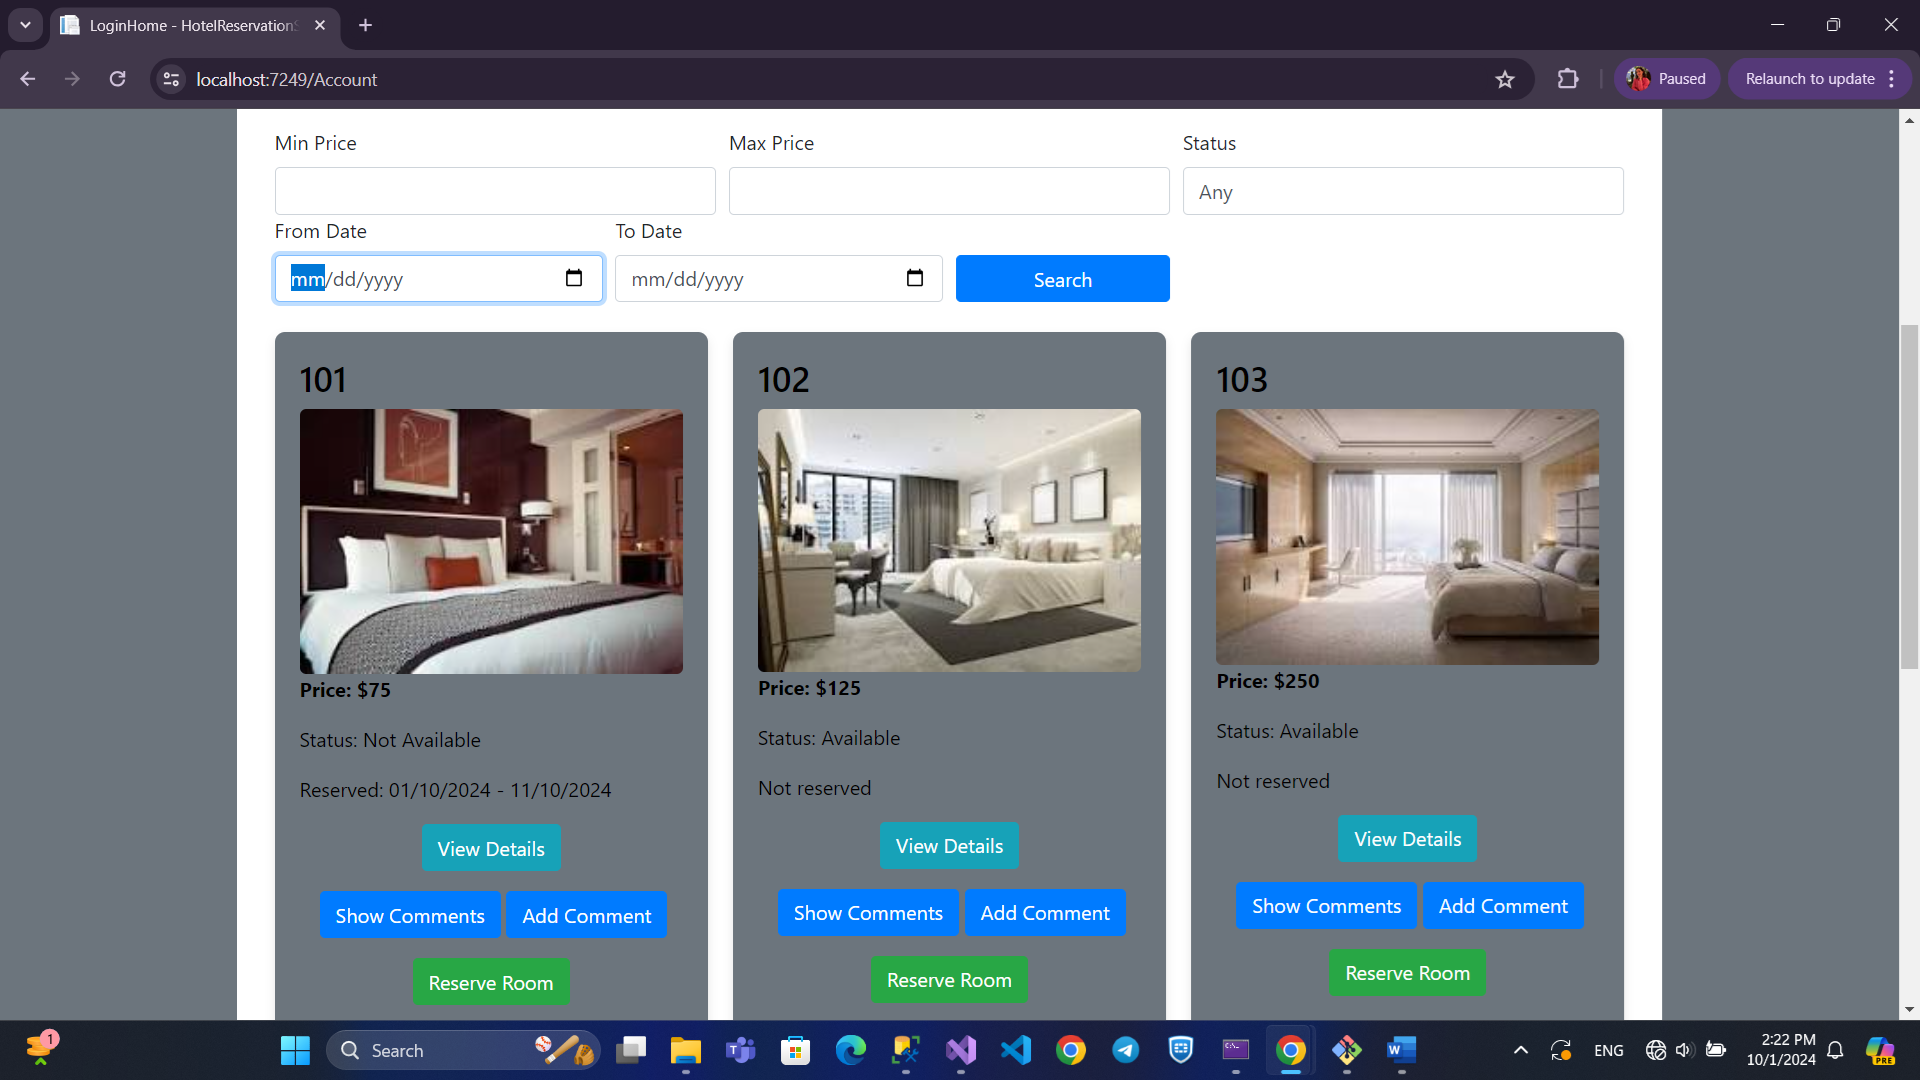 LoginHome - HotelReservationS
localhost:7249/Account
Paused
Relaunch to update
Min Price
Max Price
Status
Any
From Date
To Date
mm/dd/yyyy
mm/dd/yyyy
Search
101
102
103
Price: $75
Price: $125
Price: $250
Status: Not Available
Status: Available
Status: Available
Reserved: 01/10/2024 - 11/10/2024
Not reserved
Not reserved
View Details
View Details
View Details
Show Comments
Add Comment
Show Comments
Add Comment
Show Comments
Add Comment
Reserve Room
Reserve Room
Reserve Room
1
Search
ENG
2:22 PM
10/1/2024
PRE